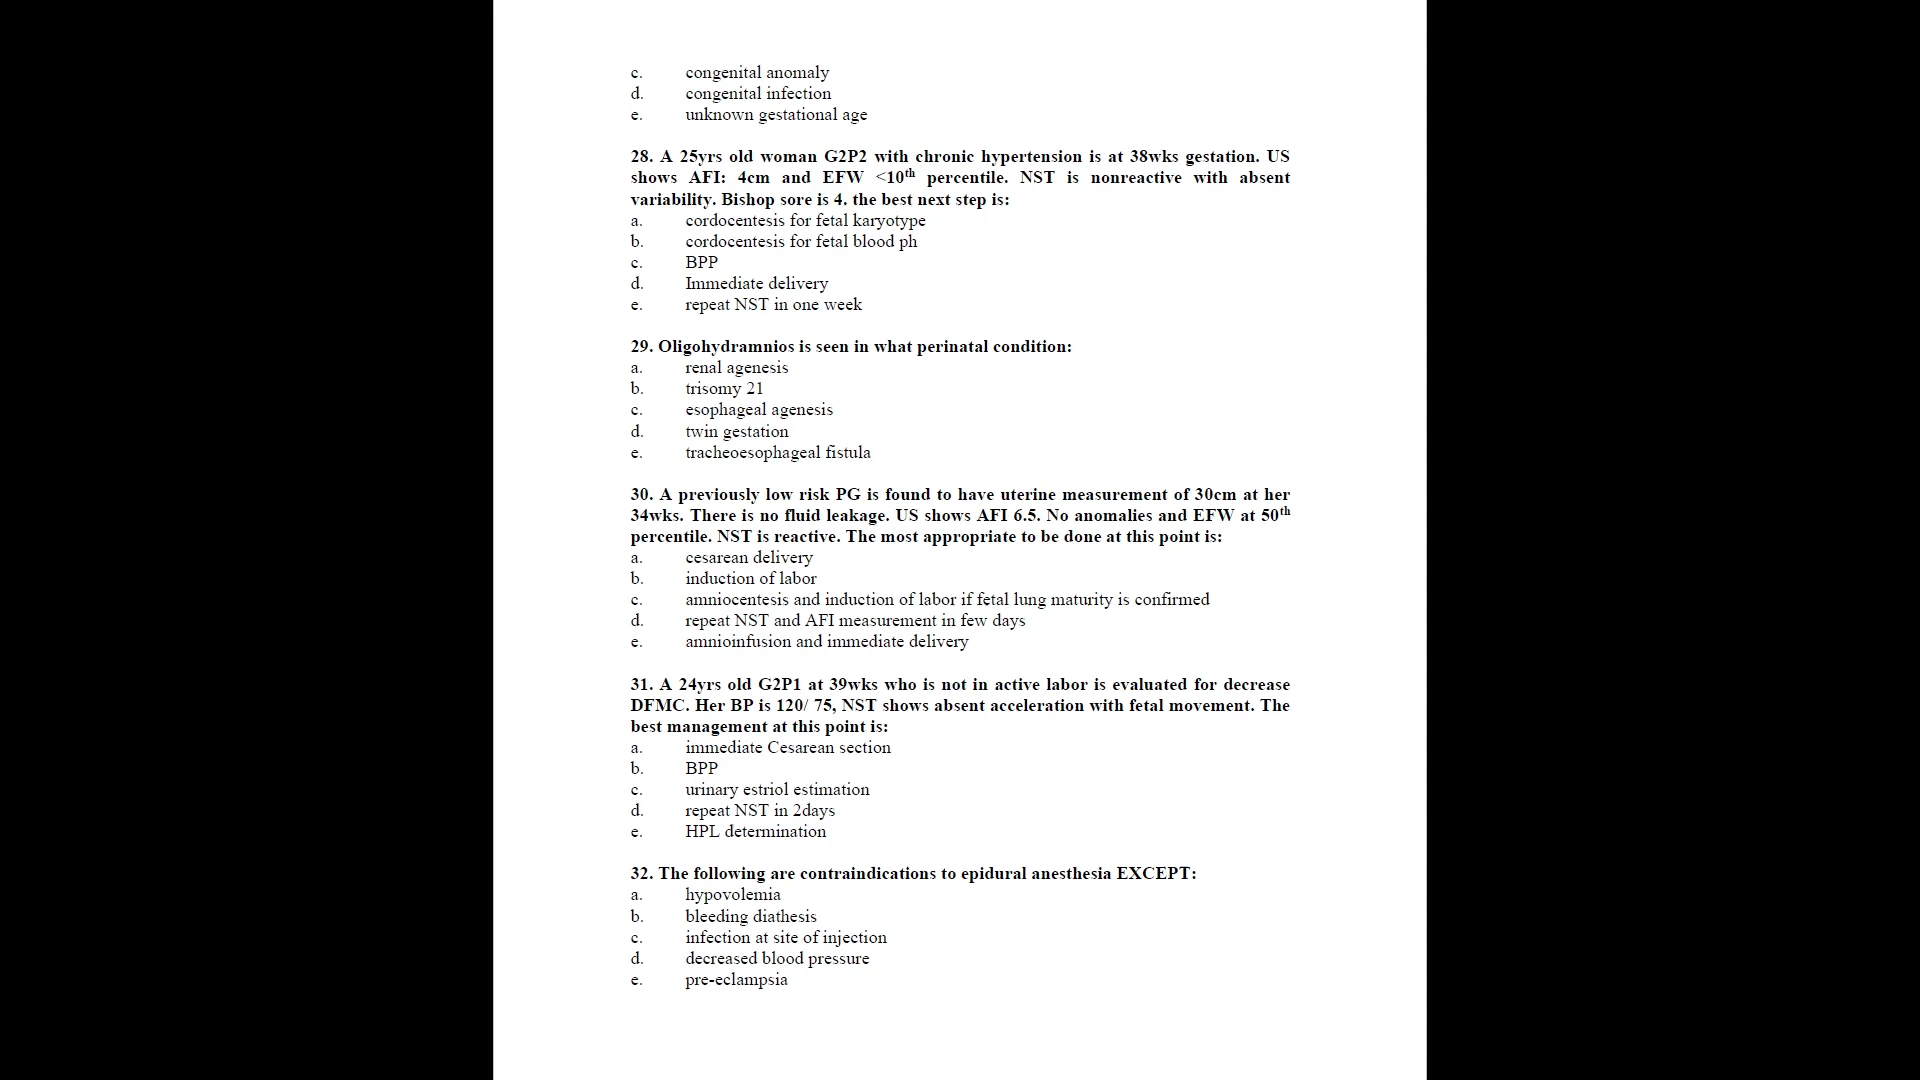 c. congenital anomaly
d. congenital infection
e. unknown gestational age
28. A 25yrs old woman G2P2 with chronic hypertension is at 38wks gestation. US
shows AFI: 4cm and EFW <10th percentile. NST is nonreactive with absent
variability. Bishop sore is 4. the best next step is:
a. cordocentesis for fetal karyotype
b. cordocentesis for fetal blood ph
c. BPP
d. Immediate delivery
e. repeat NST in one week
29. Oligohydramnios is seen in what perinatal condition:
a. renal agenesis
b. trisomy 21
c. esophageal agenesis
d. twin gestation
e. tracheoesophageal fistula
30. A previously low risk PG is found to have uterine measurement of 30cm at her
34wks. There is no fluid leakage. US shows AFI 6.5. No anomalies and EFW at 50th
percentile. NST is reactive. The most appropriate to be done at this point is:
a. cesarean delivery
b. induction of labor
c. amniocentesis and induction of labor if fetal lung maturity is confirmed
d. repeat NST and AFI measurement in few days
e. amnioinfusion and immediate delivery
31. A 24yrs old G2P1 at 39wks who is not in active labor is evaluated for decrease
DFMC. Her BP is 120/ 75, NST shows absent acceleration with fetal movement. The
best management at this point is:
a. immediate Cesarean section
b. BPP
c. urinary estriol estimation
d. repeat NST in 2days
e. HPL determination
32. The following are contraindications to epidural anesthesia EXCEPT:
a. hypovolemia
b. bleeding diathesis
c. infection at site of injection
d. decreased blood pressure
e. pre-eclampsia